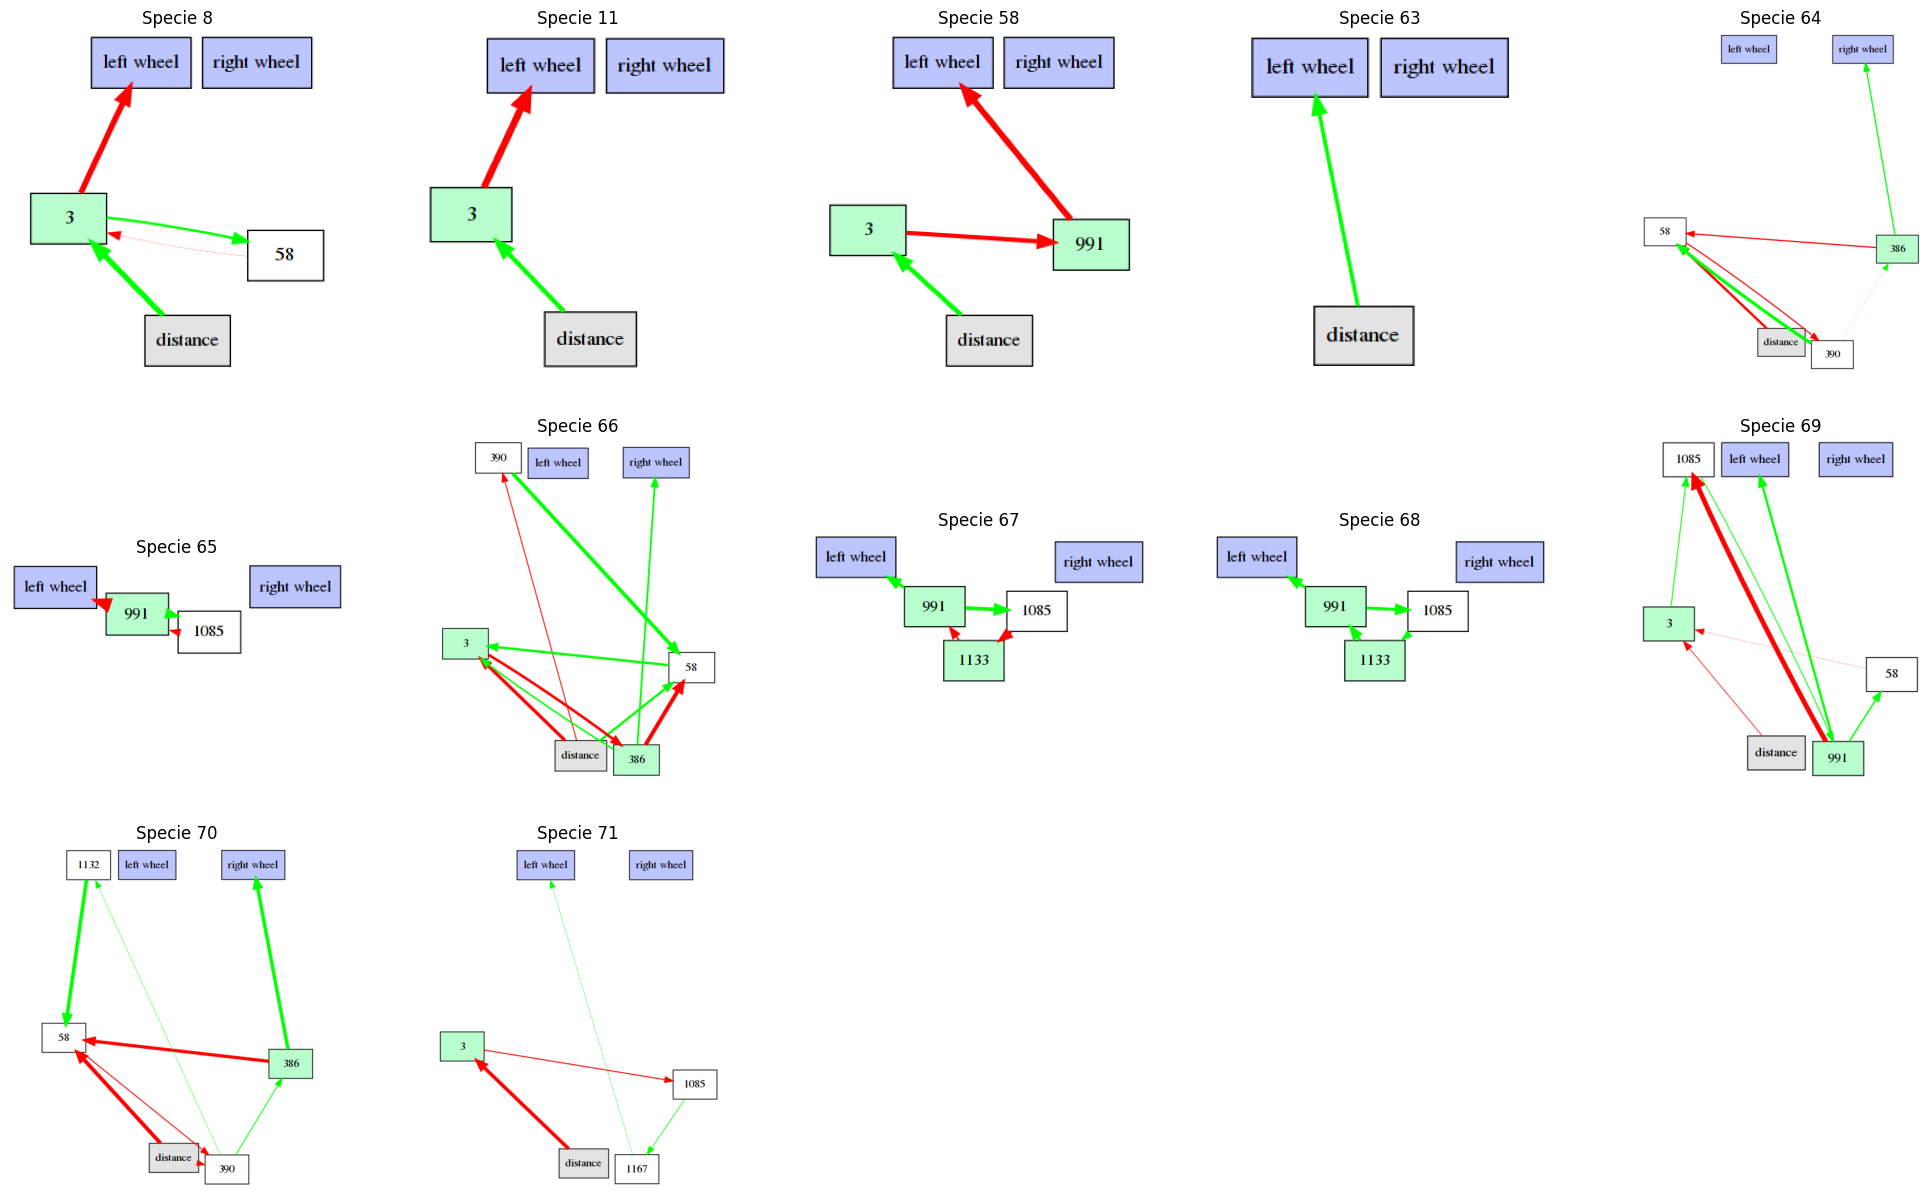 Specie 8
left wheel
right wheel
3
58
distance
Specie 11
left wheel
right wheel
3
distance
Specie 58
left wheel
right wheel
3
991
distance
Specie 63
left wheel
right wheel
distance
Specie 64
left wheel
right wheel
58
386
distance
390
Specie 65
left wheel
991
right wheel
1085
Specie 66
390
left wheel
right wheel
3
58
distance
386
Specie 67
left wheel
right wheel
991
1085
1133
Specie 68
left wheel
right wheel
991
1085
1133
Specie 69
1085
left wheel
right wheel
3
58
distance
991
Specie 70
1132
left wheel
right wheel
58
386
distance
390
Specie 71
left wheel
right wheel
3
1085
distance
1167